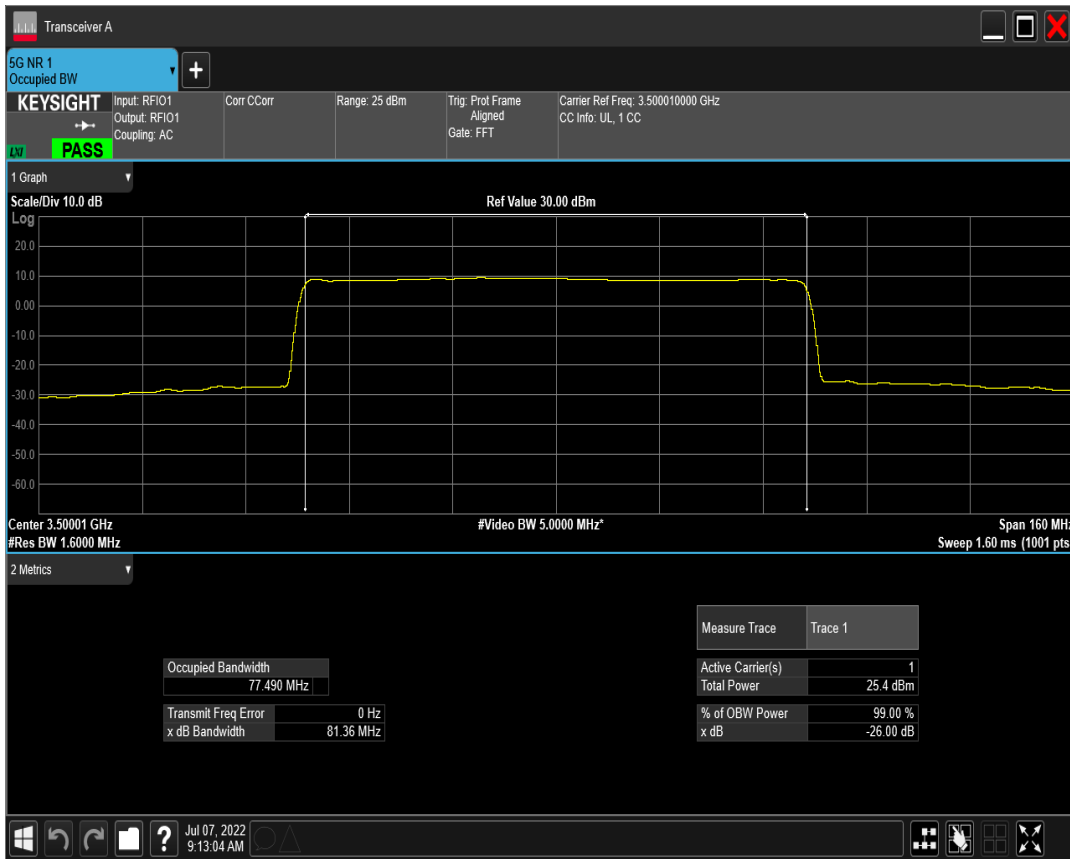 Transceiver A
5G NR 1
Occupied BW
+
KEYSIGHT
LXI
PASS
Input: RFIO1
Output: RFIO1
Coupling: AC
Corr CCorr
Range: 25 dBm
Trig: Prot Frame
Aligned
Gate: FFT
Carrier Ref Freq: 3.500010000 GHz
CC Info: UL, 1 CC
1 Graph
Scale/Div 10.0 dB
Ref Value 30.00 dBm
Log
20.0
10.0
0.00
-10.0
-20.0
-30.0
-40.0
-50.0
-60.0
Center 3.50001 GHz
#Video BW 5.0000 MHz*
Span 160 MHz
#Res BW 1.6000 MHz
Sweep 1.60 ms (1001 pts
2 Metrics
Measure Trace Trace 1
Occupied Bandwidth
77.490 MHz
Active Carrier(s) 1
Total Power 25.4 dBm
Transmit Freq Error 0 Hz
x dB Bandwidth 81.36 MHz
% of OBW Power 99.00 %
x dB -26.00 dB
?
Jul 07, 2022
9:13:04 AM